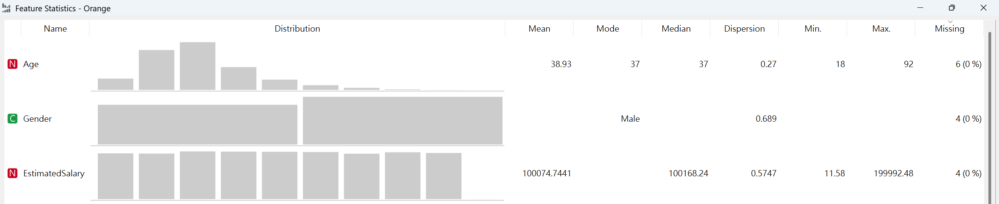 Feature Statistics - Orange
Name Distribution Mean Mode Median Dispersion Min. Max. Missing
N Age 38.93 37 37 0.27 18 92 6 (0 %)
C Gender Male 0.689 4 (0 %)
N EstimatedSalary 100074.7441 100168.24 0.5747 11.58 199992.48 4 (0 %)